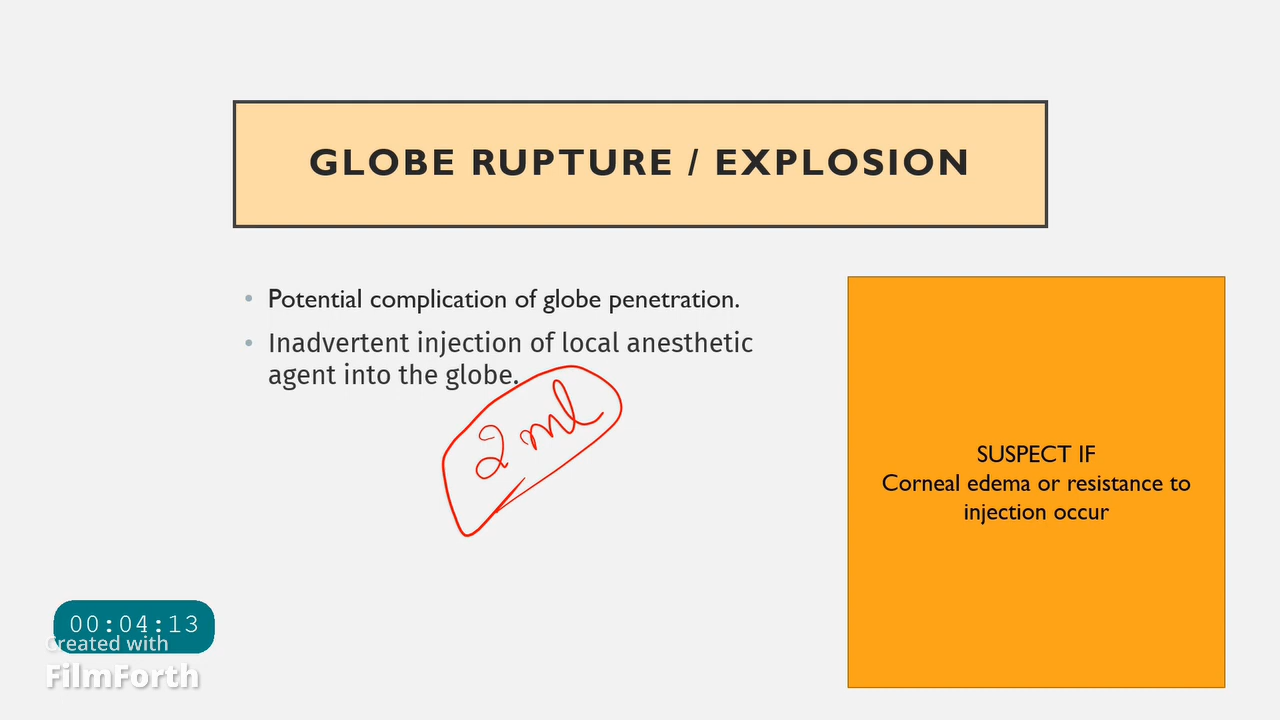 GLOBE RUPTURE / EXPLOSION
• Potential complication of globe penetration.
• Inadvertent injection of local anesthetic
agent into the globe.
2 ml
SUSPECT IF
Corneal edema or resistance to
injection occur
00:04:13
Created with
FilmForth